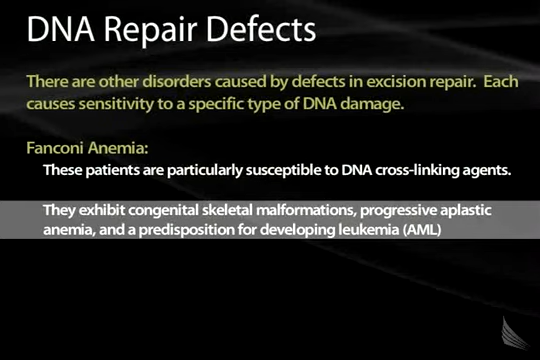 DNA Repair Defects
There are other disorders caused by defects in excision repair.  Each
causes sensitivity to a specific type of DNA damage.
Fanconi Anemia:
These patients are particularly susceptible to DNA cross-linking agents.
They exhibit congenital skeletal malformations, progressive aplastic
anemia, and a predisposition for developing leukemia (AML)